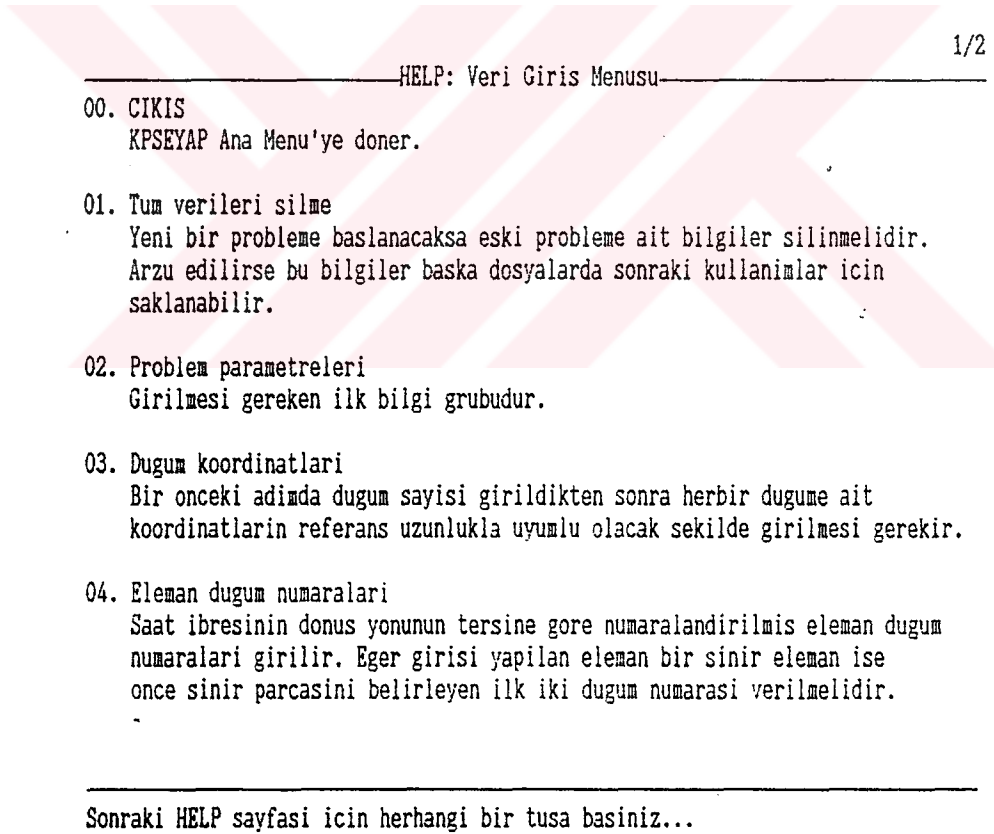 1/2
HELP: Veri Giris Menusu
00. CIKIS
KPSEYAP Ana Menu'ye doner.
01. Tum verileri silme
Yeni bir probleme baslanacaksa eski probleme ait bilgiler silinmelidir.
Arzu edilirse bu bilgiler baska dosyalarda sonraki kullanimlar icin
saklanabilir.
02. Problem parametreleri
Girilmesi gereken ilk bilgi grubudur.
03. Dugum koordinatlari
Bir onceki adimda dugum sayisi girildikten sonra herbir dugume ait
koordinatlarin referans uzunlukla uyumlu olacak sekilde girilmesi gerekir.
04. Eleman dugum numaralari
Saat ibresinin donus yonunun tersine gore numaralandirilmis eleman dugum
numaralari girilir. Eger girisi yapilan eleman bir sinir eleman ise
once sinir parcasini belirleyen ilk iki dugum numarasi verilmelidir.
Sonraki HELP sayfasi icin herhangi bir tusa basiniz...